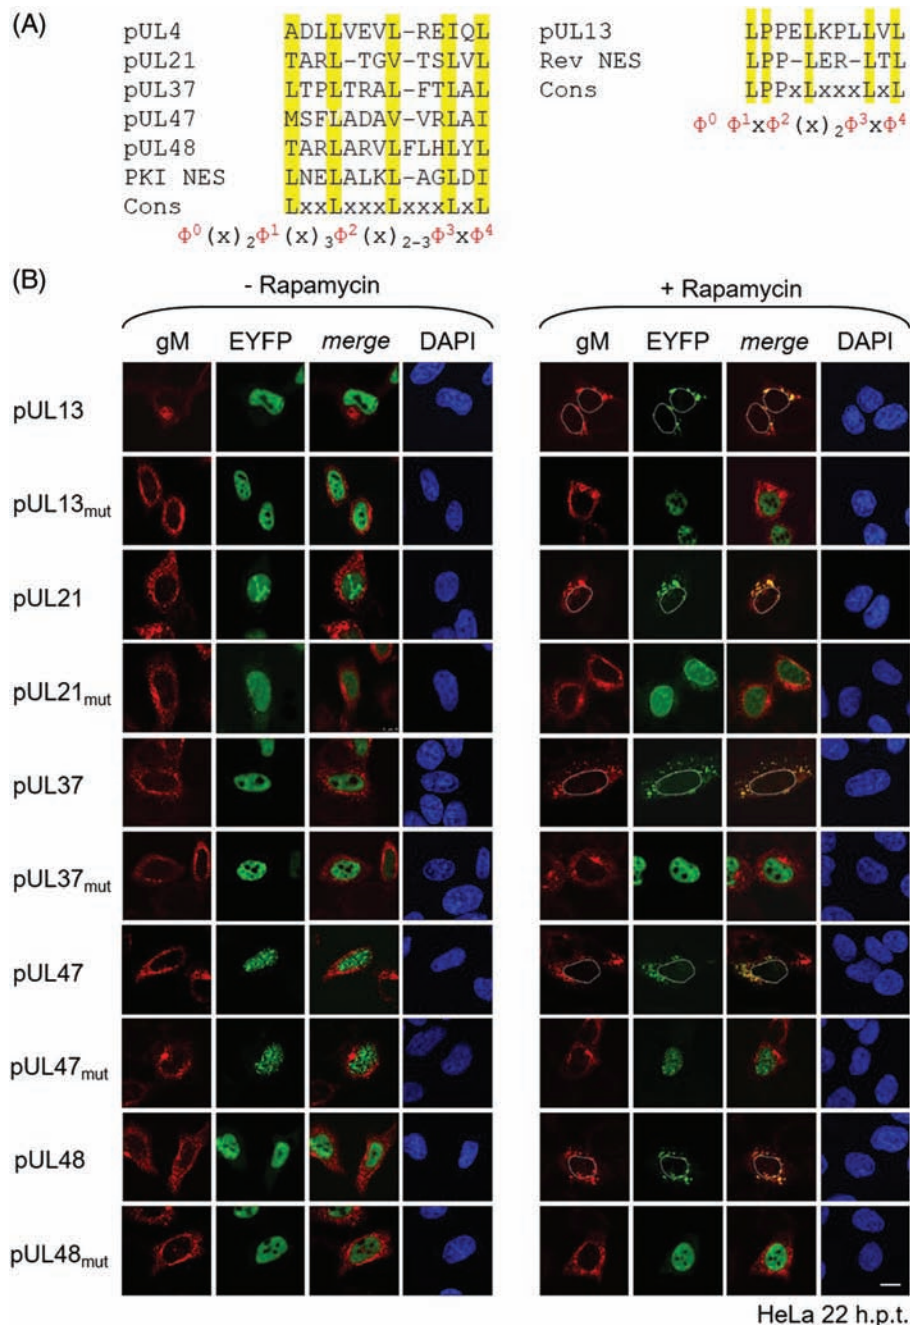 (A)
pUL4 ADLLVEVL-REIQL
pUL21 TARL-TGV-TSLVL
pUL37 LTPLTRAL-FTLAL
pUL47 MSFLADAV-VRLAI
pUL48 TARLARVLFLHLYL
PKI NES LNELALKL-AGLDI
Cons LxxLxxxLxxxLxL
Φ⁰(x)₂Φ¹(x)₃Φ²(x)₂₋₃Φ³xΦ⁴
pUL13 LPPELKPLLVL
Rev NES LPP-LER-LTL
Cons LPPxLxxxLxL
Φ⁰ Φ¹xΦ²(x)₂Φ³xΦ⁴
(B)
- Rapamycin + Rapamycin
gM EYFP merge DAPI gM EYFP merge DAPI
pUL13
pUL13mut
pUL21
pUL21mut
pUL37
pUL37mut
pUL47
pUL47mut
pUL48
pUL48mut
HeLa 22 h.p.t.